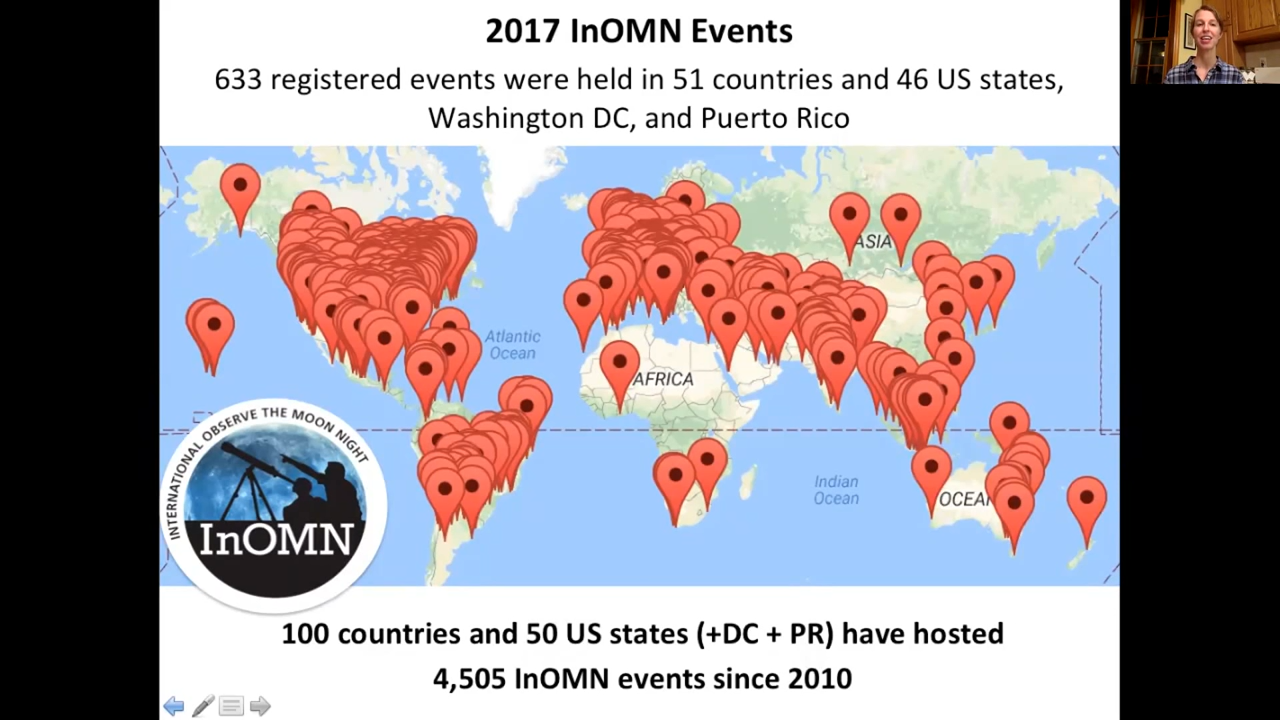 2017 InOMN Events
633 registered events were held in 51 countries and 46 US states,
Washington DC, and Puerto Rico
ASIA
Atlantic
Ocean
AFRICA
Indian
Ocean
OCEAN
INTERNATIONAL OBSERVE THE MOON NIGHT
InOMN
100 countries and 50 US states (+DC + PR) have hosted
4,505 InOMN events since 2010